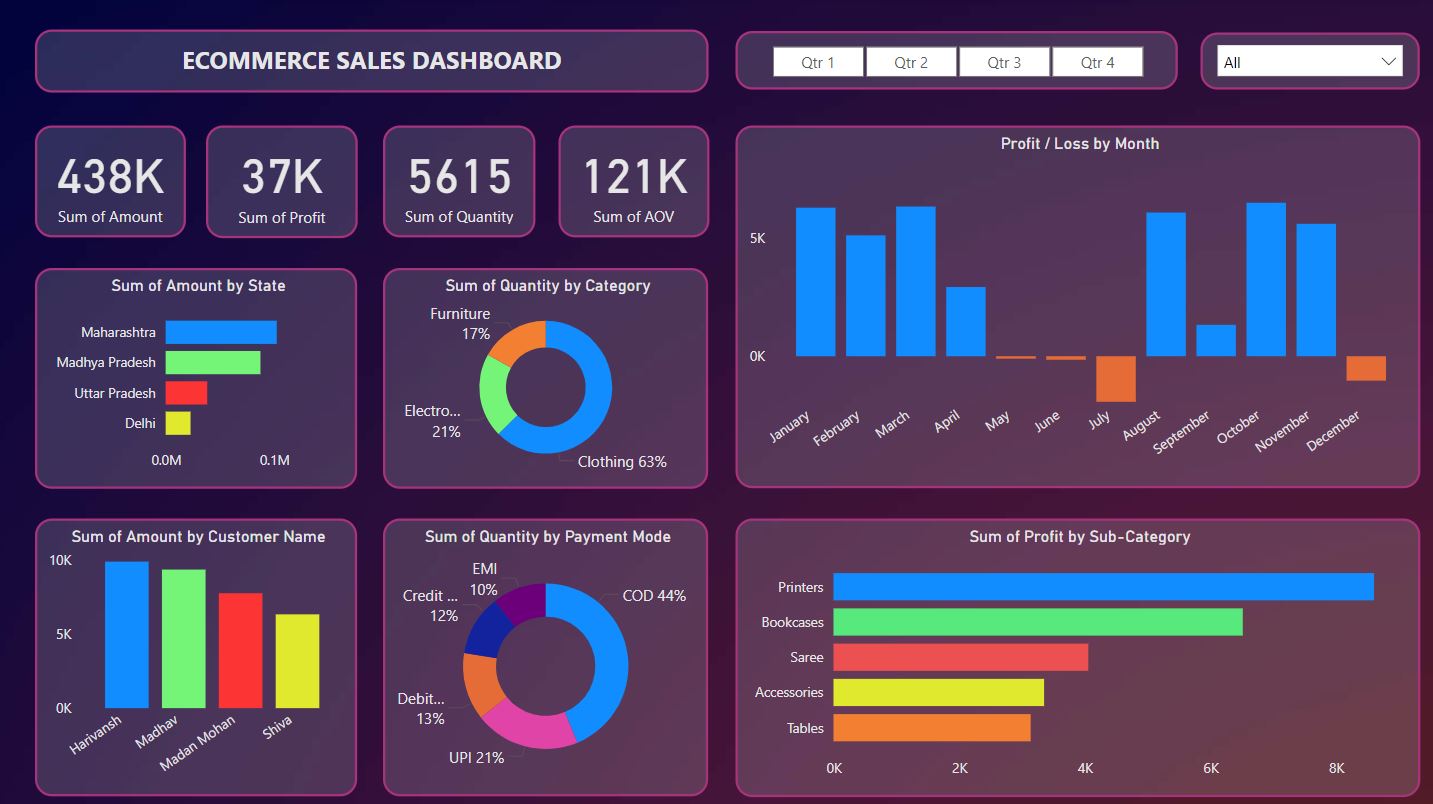 ECOMMERCE SALES DASHBOARD
Qtr 1
Qtr 2
Qtr 3
Qtr 4
All
438K
Sum of Amount
37K
Sum of Profit
5615
Sum of Quantity
121K
Sum of AOV
Profit / Loss by Month
5K
0K
January
February
March
April
May
June
July
August
September
October
November
December
Sum of Amount by State
Maharashtra
Madhya Pradesh
Uttar Pradesh
Delhi
0.0M
0.1M
Sum of Quantity by Category
Furniture
17%
Electro...
21%
Clothing 63%
Sum of Amount by Customer Name
10K
5K
0K
Harivansh
Madhav
Madan Mohan
Shiva
Sum of Quantity by Payment Mode
EMI
10%
Credit ...
12%
COD 44%
Debit...
13%
UPI 21%
Sum of Profit by Sub-Category
Printers
Bookcases
Saree
Accessories
Tables
0K
2K
4K
6K
8K